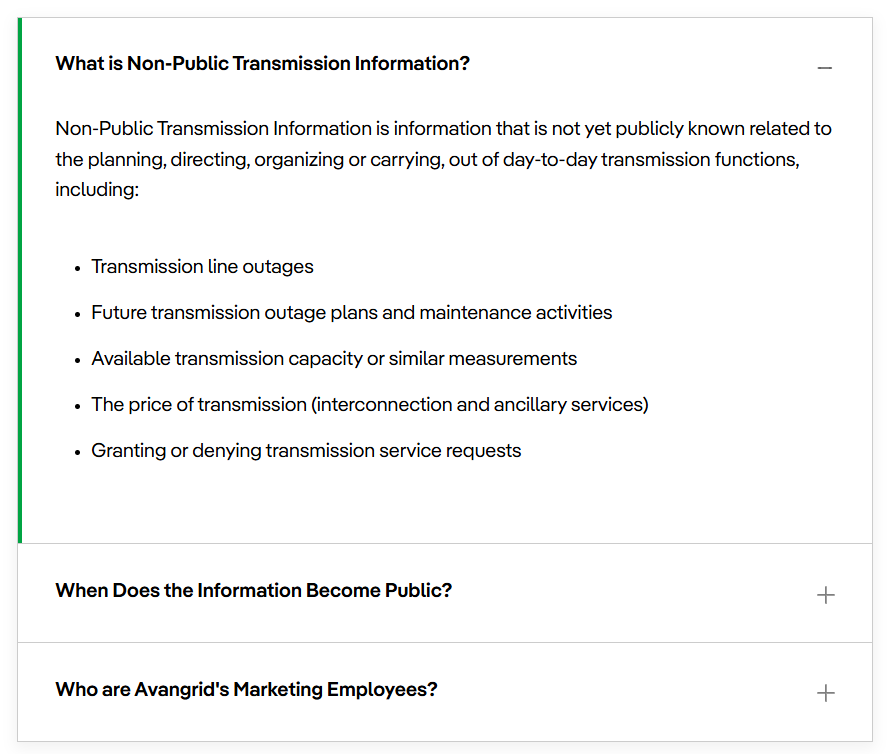 What is Non-Public Transmission Information?
Non-Public Transmission Information is information that is not yet publicly known related to
the planning, directing, organizing or carrying, out of day-to-day transmission functions,
including:
• Transmission line outages
• Future transmission outage plans and maintenance activities
• Available transmission capacity or similar measurements
• The price of transmission (interconnection and ancillary services)
• Granting or denying transmission service requests
When Does the Information Become Public?
Who are Avangrid's Marketing Employees?